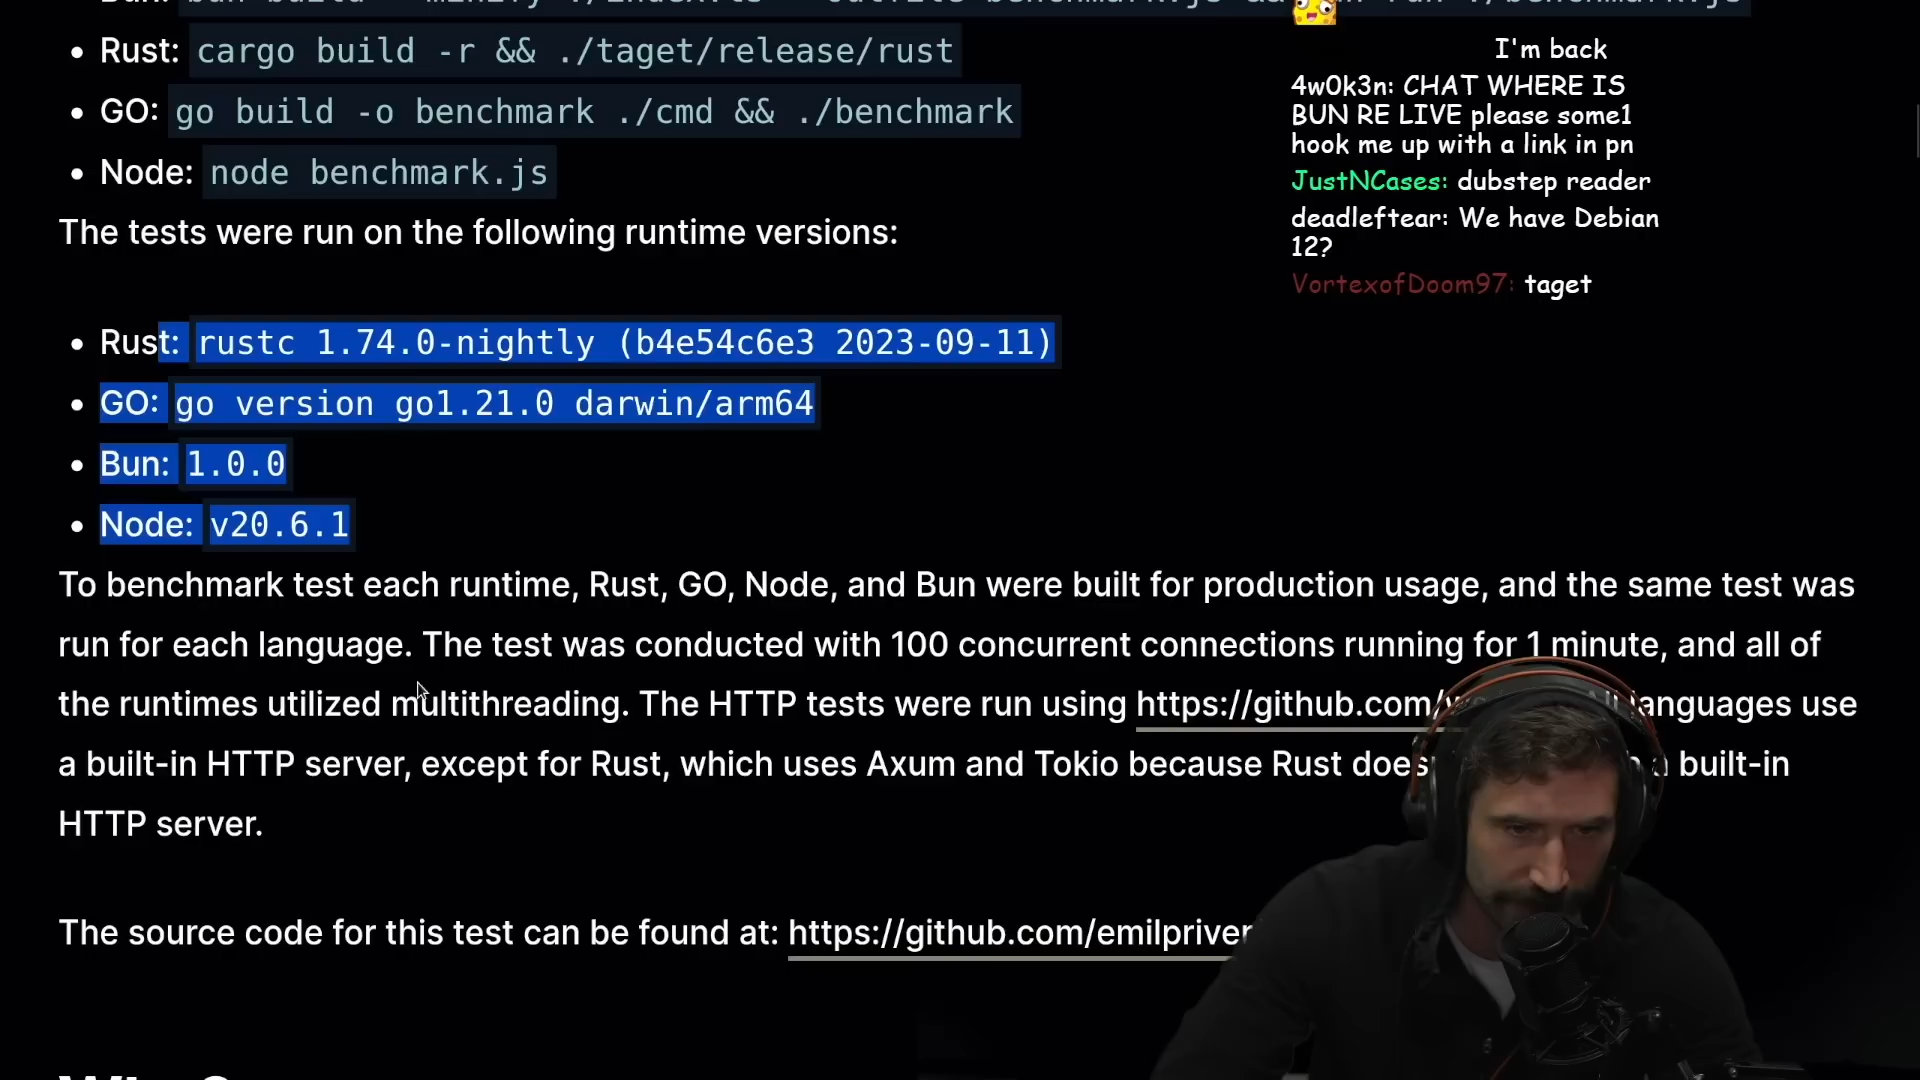 Rust: cargo build -r && ./taget/release/rust
GO: go build -o benchmark ./cmd && ./benchmark
Node: node benchmark.js
The tests were run on the following runtime versions:
Rust: rustc 1.74.0-nightly (b4e54c6e3 2023-09-11)
GO: go version go1.21.0 darwin/arm64
Bun: 1.0.0
Node: v20.6.1
To benchmark test each runtime, Rust, GO, Node, and Bun were built for production usage, and the same test was
run for each language. The test was conducted with 100 concurrent connections running for 1 minute, and all of
the runtimes utilized multithreading. The HTTP tests were run using https://github.com/ languages use
a built-in HTTP server, except for Rust, which uses Axum and Tokio because Rust a built-in
HTTP server.
The source code for this test can be found at: https://github.com/emilpriver
I'm back
4w0k3n: CHAT WHERE IS
BUN RE LIVE please some1
hook me up with a link in pn
JustNCases: dubstep reader
deadleftear: We have Debian
12?
VortexofDoom97: taget